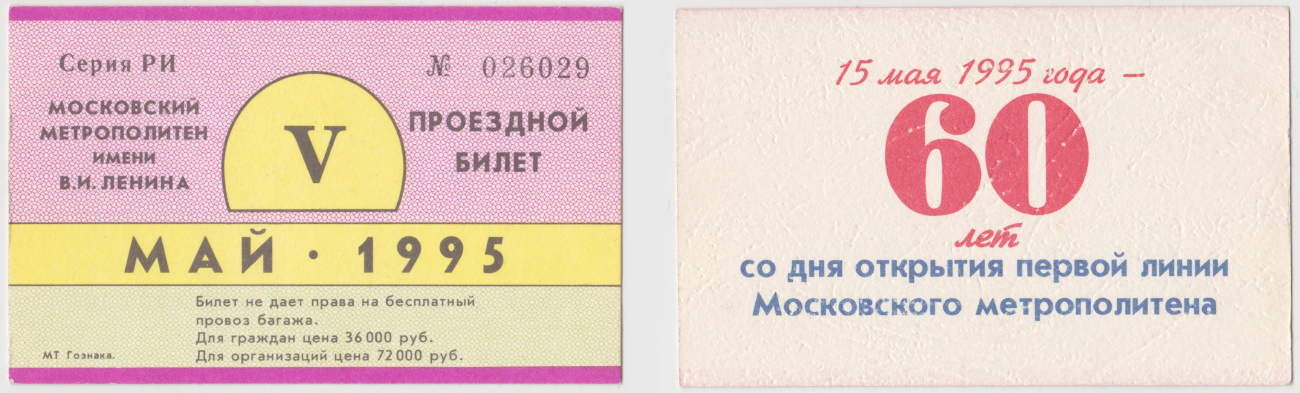 Серия РИ
№ 026029
МОСКОВСКИЙ
МЕТРОПОЛИТЕН
ИМЕНИ
В.И. ЛЕНИНА
V
ПРОЕЗДНОЙ
БИЛЕТ
МАЙ · 1995
Билет не дает права на бесплатный
провоз багажа.
Для граждан цена 36 000 руб.
Для организаций цена 72 000 руб.
МТ Гознака.
15 мая 1995 года –
60
лет
со дня открытия первой линии
Московского метрополитена